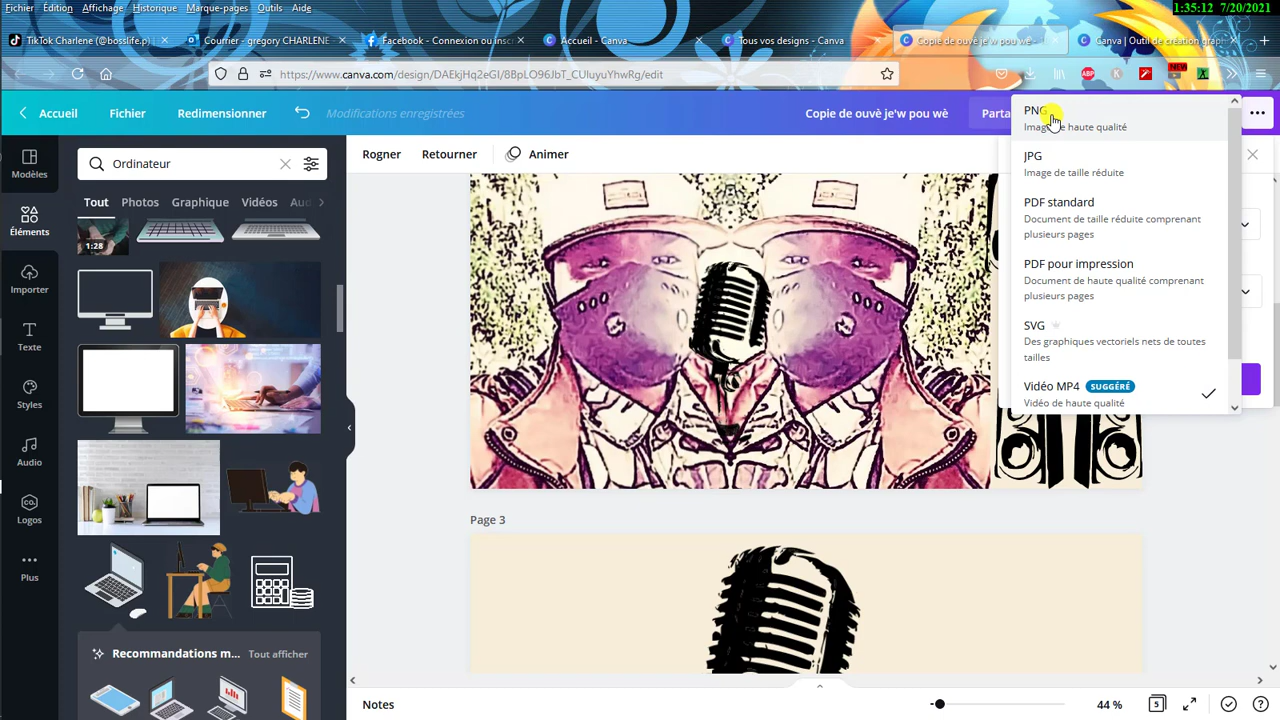 Fichier Édition Affichage Historique Marque-pages Outils Aide
1:35:12 7/20/2021
TikTok Charlene (@bosslife.p)
Courrier - gregory CHARLENE
Facebook - Connexion ou inscr
Accueil - Canva
Tous vos designs - Canva
Copie de ouvè je'w pou wè -
Canva | Outil de création graph
https://www.canva.com/design/DAEkjHq2eGI/8BpLO96JbT_CUluyuYhwRg/edit
ABP
NEW
Accueil
Fichier
Redimensionner
Modifications enregistrées
Copie de ouvè je'w pou wè
Parta
Modèles
Éléments
Importer
Texte
Styles
Audio
Logos
Plus
Ordinateur
Tout Photos Graphique Vidéos Au
1:28
Recommandations m... Tout afficher
Rogner Retourner Animer
Page 3
PNG
Image de haute qualité
JPG
Image de taille réduite
PDF standard
Document de taille réduite comprenant
plusieurs pages
PDF pour impression
Document de haute qualité comprenant
plusieurs pages
SVG
Des graphiques vectoriels nets de toutes
tailles
Vidéo MP4 SUGGÉRÉ
Vidéo de haute qualité
Notes
44 %
5